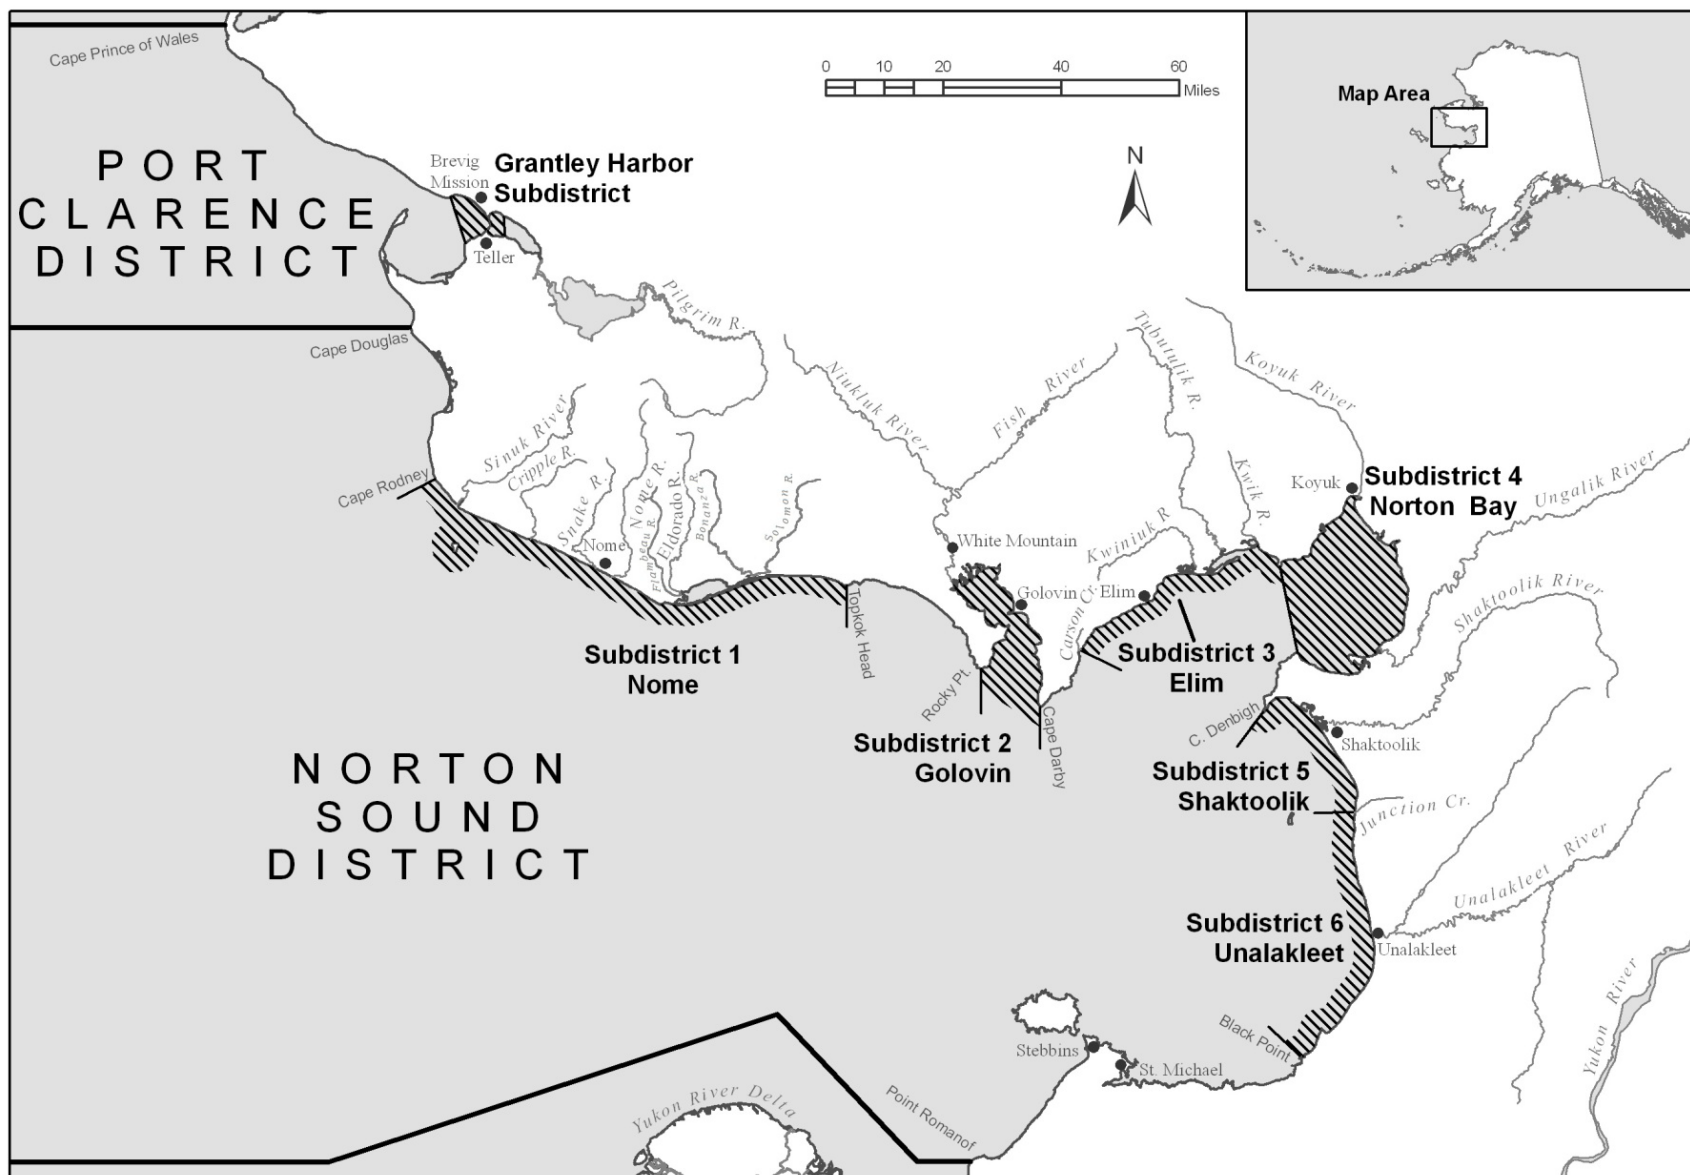 Cape Prince of Wales
0 10 20 40 60
Miles
Map Area
N
PORT
CLARENCE
DISTRICT
Brevig
Mission
Grantley Harbor
Subdistrict
Teller
Pilgrim R.
Cape Douglas
Niukluk River
Fish River
Tubutulik R.
Koyuk River
Sinuk River
Cripple R.
Cape Rodney
Snake R.
Nome R.
Flambeau R.
Eldorado R.
Bonanza R.
Solomon R.
Nome
Koyuk
Subdistrict 4
Norton Bay
Ungalik River
Kwik R.
Kwiniuk R.
White Mountain
Golovin
Elim
Carson Cr.
Shaktoolik River
Topkok Head
Subdistrict 1
Nome
Rocky Pt.
Subdistrict 3
Elim
Cape Darby
C. Denbigh
Subdistrict 2
Golovin
Shaktoolik
Subdistrict 5
Shaktoolik
Junction Cr.
NORTON
SOUND
DISTRICT
Unalakleet River
Subdistrict 6
Unalakleet
Unalakleet
Yukon River
Black Point
Stebbins
St. Michael
Yukon River Delta
Point Romanof